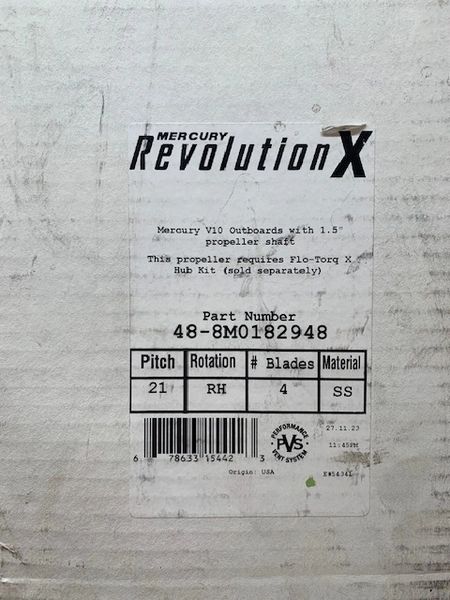 MERCURY
Revolution X
Mercury V10 Outboards with 1.5"
propeller shaft
This propeller requires Flo-Torq X
Hub Kit (sold separately)
Part Number
48-8M0182948
Pitch Rotation # Blades Material
21 RH 4 SS
PERFORMANCE PVS VENT SYSTEM
27.11.23
11:45PM
6 78633 15442 3
Origin: USA